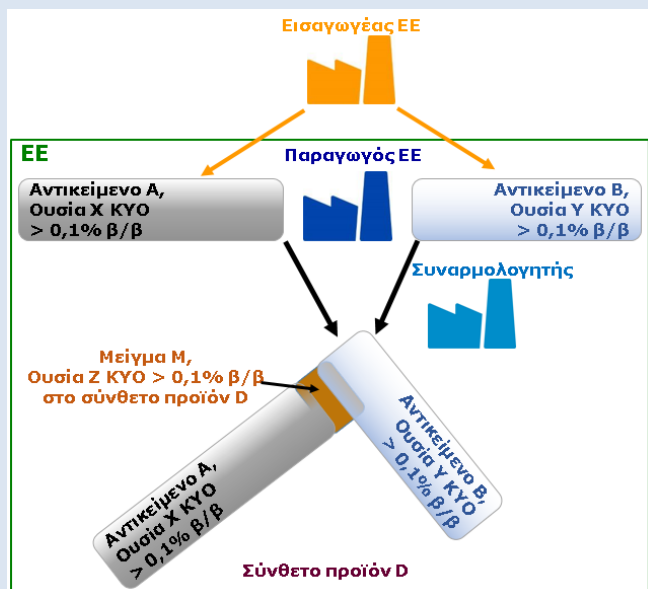 Εισαγωγέας ΕΕ
ΕΕ
Παραγωγός ΕΕ
Αντικείμενο Α,
Ουσία Χ ΚΥΟ
> 0,1% β/β
Αντικείμενο Β,
Ουσία Υ ΚΥΟ
> 0,1% β/β
Συναρμολογητής
Μείγμα Μ,
Ουσία Ζ ΚΥΟ > 0,1% β/β
στο σύνθετο προϊόν D
Αντικείμενο Α,
Ουσία Χ ΚΥΟ
> 0,1% β/β
Αντικείμενο Β,
Ουσία Υ ΚΥΟ
> 0,1% β/β
Σύνθετο προϊόν D